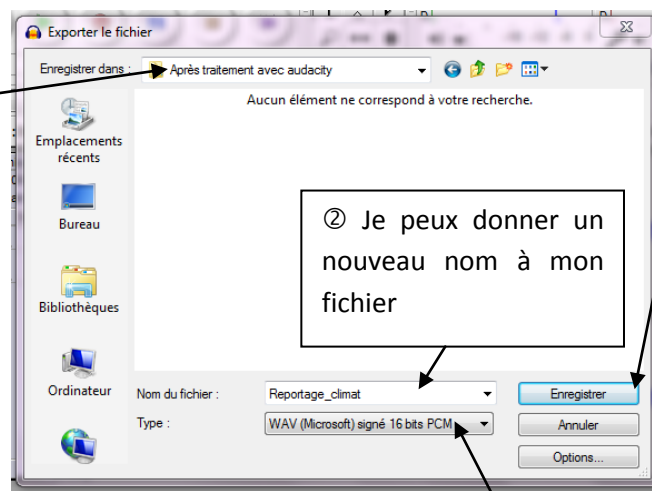 Exporter le fichier
Enregistrer dans :
Après traitement avec audacity
Aucun élément ne correspond à votre recherche.
Emplacements
récents
Bureau
Bibliothèques
Ordinateur
② Je peux donner un
nouveau nom à mon
fichier
Nom du fichier :
Reportage_climat
Enregistrer
Type :
WAV (Microsoft) signé 16 bits PCM
Annuler
Options...